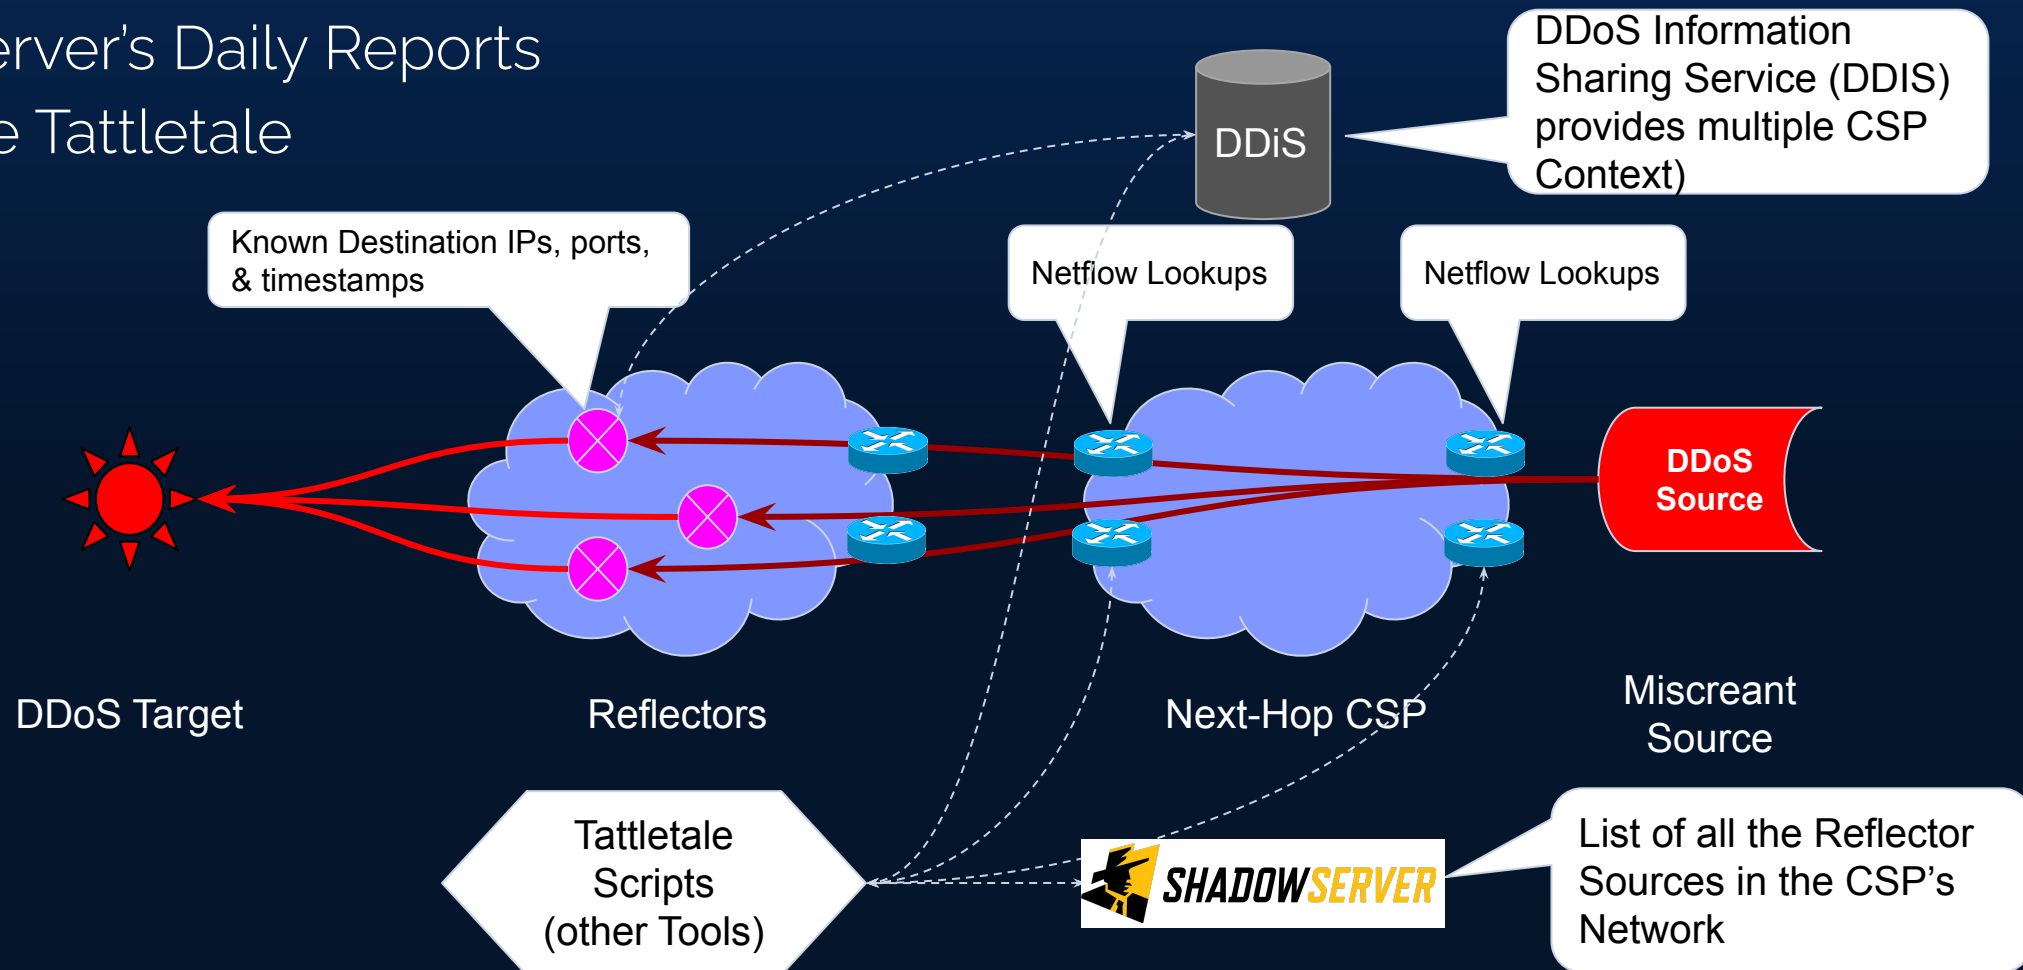 erver's Daily Reports
e Tattletale
DDiS
DDoS Information
Sharing Service (DDIS)
provides multiple CSP
Context)
Known Destination IPs, ports,
& timestamps
Netflow Lookups
Netflow Lookups
DDoS
Source
DDoS Target
Reflectors
Next-Hop CSP
Miscreant
Source
Tattletale
Scripts
(other Tools)
SHADOWSERVER
List of all the Reflector
Sources in the CSP's
Network